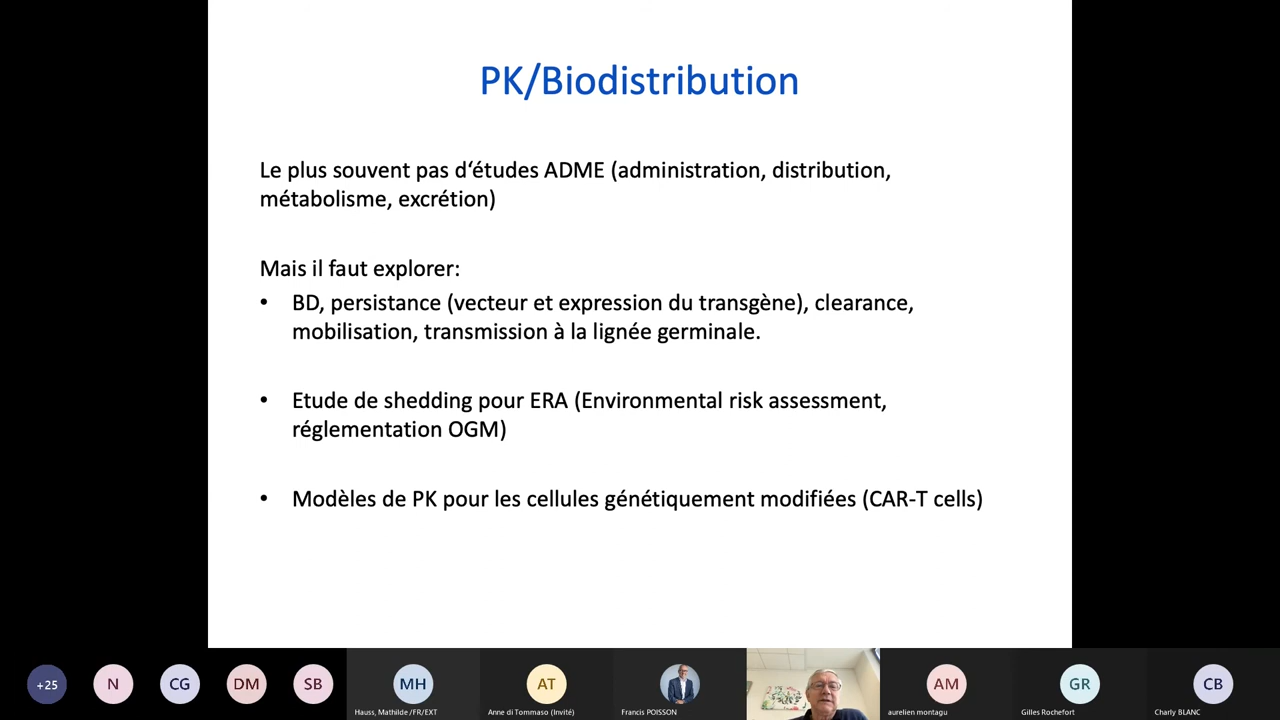 PK/Biodistribution
Le plus souvent pas d‘études ADME (administration, distribution,
métabolisme, excrétion)
Mais il faut explorer:
• BD, persistance (vecteur et expression du transgène), clearance,
mobilisation, transmission à la lignée germinale.
• Etude de shedding pour ERA (Environmental risk assessment,
réglementation OGM)
• Modèles de PK pour les cellules génétiquement modifiées (CAR-T cells)
+25
N
CG
DM
SB
MH
AT
AM
GR
CB
Hauss, Mathilde /FR/EXT
Anne di Tommaso (Invité)
Francis POISSON
aurelien montagu
Gilles Rochefort
Charly BLANC